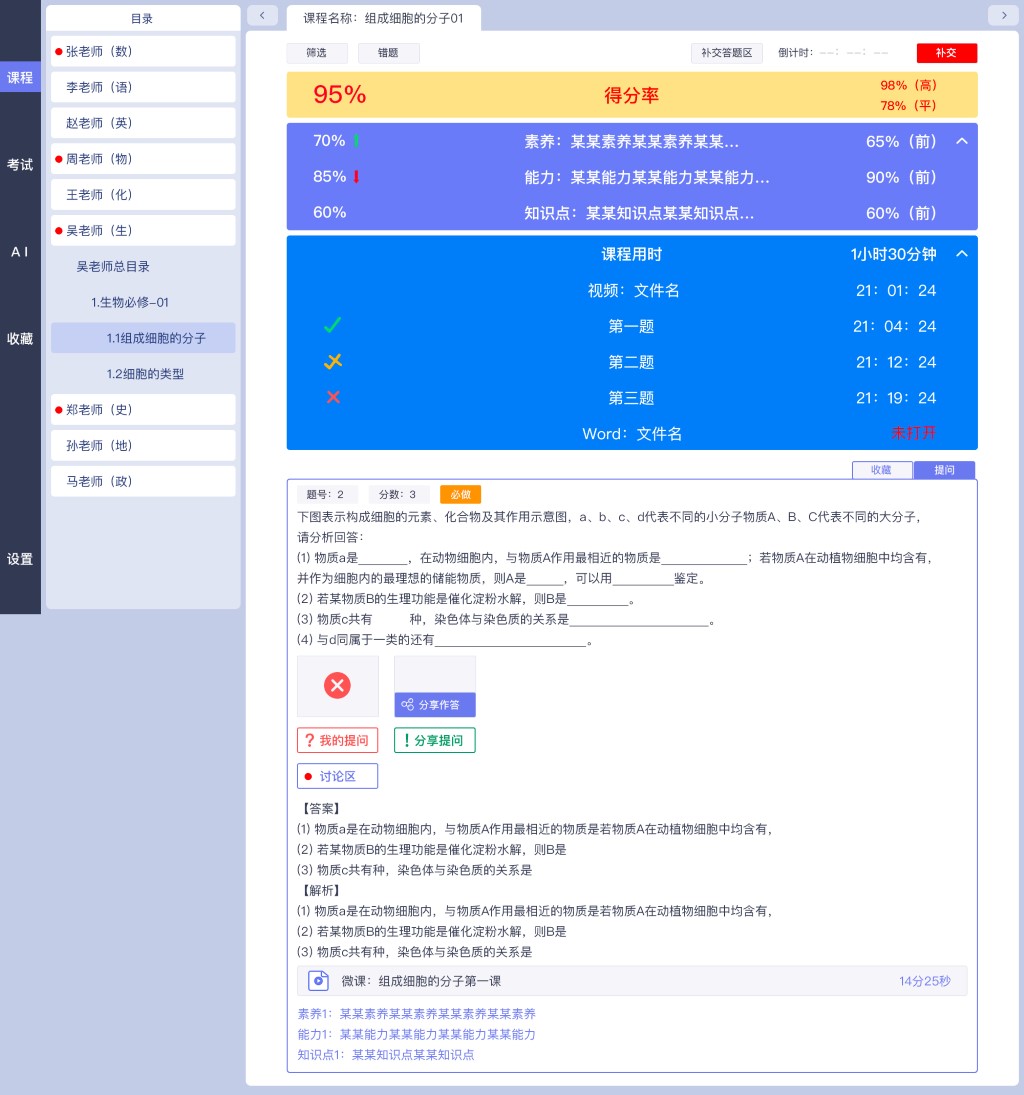 课程
考试
A I
收藏
设置
目录
张老师（数）
李老师（语）
赵老师（英）
周老师（物）
王老师（化）
吴老师（生）
吴老师总目录
1.生物必修-01
1.1组成细胞的分子
1.2细胞的类型
郑老师（史）
孙老师（地）
马老师（政）
课程名称：组成细胞的分子01
筛选 错题 补交答题区 倒计时：--：--：-- 补交
95% 得分率 98%（高）
78%（平）
70% 素养：某某素养某某素养某某... 65%（前）
85% 能力：某某能力某某能力某某能力... 90%（前）
60% 知识点：某某知识点某某知识点... 60%（前）
课程用时 1小时30分钟
视频：文件名 21：01：24
第一题 21：04：24
第二题 21：12：24
第三题 21：19：24
Word：文件名 未打开
收藏 提问
题号：2 分数：3 必做
下图表示构成细胞的元素、化合物及其作用示意图，a、b、c、d代表不同的小分子物质A、B、C代表不同的大分子，
请分析回答：
(1) 物质a是________，在动物细胞内，与物质A作用最相近的物质是______________；若物质A在动植物细胞中均含有，
并作为细胞内的最理想的储能物质，则A是______，可以用__________鉴定。
(2) 若某物质B的生理功能是催化淀粉水解，则B是__________。
(3) 物质c共有      种，染色体与染色质的关系是_______________________。
(4) 与d同属于一类的还有_________________________。
分享作答
?我的提问 !分享提问
讨论区
【答案】
(1) 物质a是在动物细胞内，与物质A作用最相近的物质是若物质A在动植物细胞中均含有，
(2) 若某物质B的生理功能是催化淀粉水解，则B是
(3) 物质c共有种，染色体与染色质的关系是
【解析】
(1) 物质a是在动物细胞内，与物质A作用最相近的物质是若物质A在动植物细胞中均含有，
(2) 若某物质B的生理功能是催化淀粉水解，则B是
(3) 物质c共有种，染色体与染色质的关系是
微课：组成细胞的分子第一课 14分25秒
素养1：某某素养某某素养某某素养某某素养
能力1：某某能力某某能力某某能力某某能力
知识点1：某某知识点某某知识点